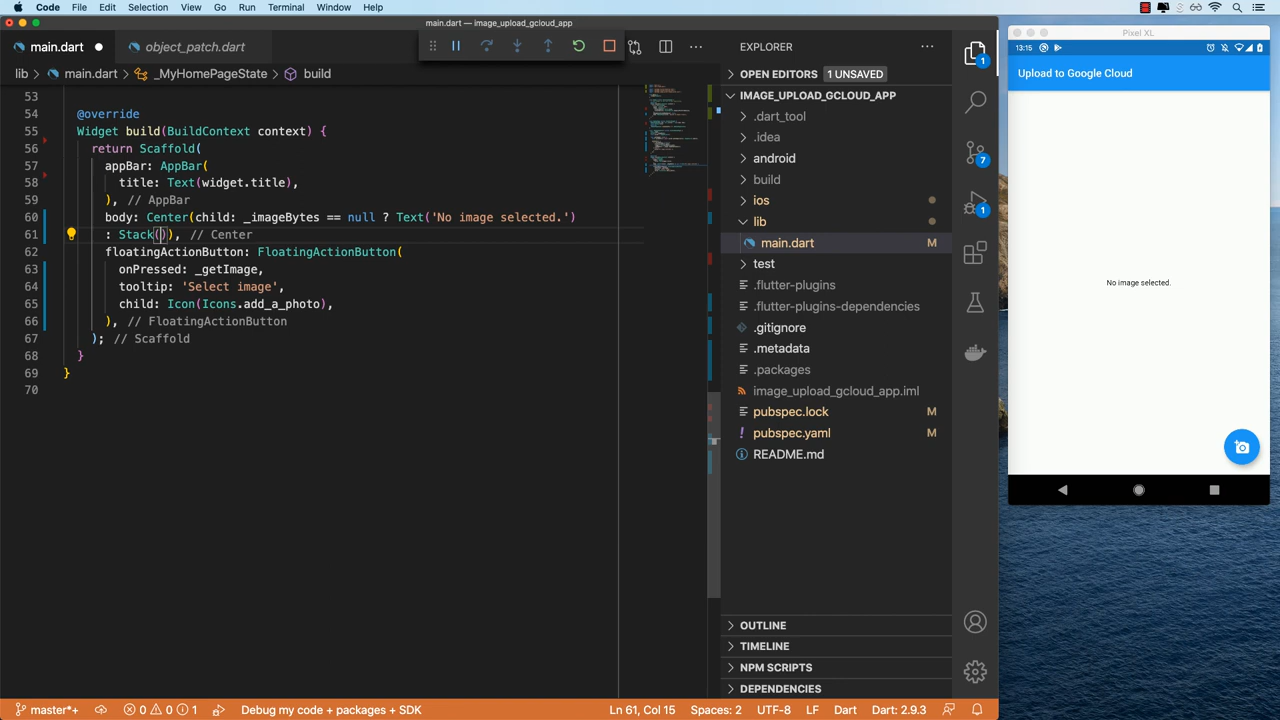 Code File Edit Selection View Go Run Terminal Window Help
main.dart — image_upload_gcloud_app
main.dart
object_patch.dart
lib > main.dart > _MyHomePageState > build
53
54 @override
55 Widget build(BuildContext context) {
56 return Scaffold(
57 appBar: AppBar(
58 title: Text(widget.title),
59 ), // AppBar
60 body: Center(child: _imageBytes == null ? Text('No image selected.')
61 : Stack()), // Center
62 floatingActionButton: FloatingActionButton(
63 onPressed: _getImage,
64 tooltip: 'Select image',
65 child: Icon(Icons.add_a_photo),
66 ), // FloatingActionButton
67 ); // Scaffold
68 }
69 }
70
EXPLORER
OPEN EDITORS 1 UNSAVED
IMAGE_UPLOAD_GCLOUD_APP
.dart_tool
.idea
android
build
ios
lib
main.dart M
test
.flutter-plugins
.flutter-plugins-dependencies
.gitignore
.metadata
.packages
image_upload_gcloud_app.iml
pubspec.lock M
pubspec.yaml M
README.md
OUTLINE
TIMELINE
NPM SCRIPTS
DEPENDENCIES
1
7
1
Pixel XL
13:15
Upload to Google Cloud
No image selected.
master*+ 0 0 1 Debug my code + packages + SDK Ln 61, Col 15 Spaces: 2 UTF-8 LF Dart Dart: 2.9.3